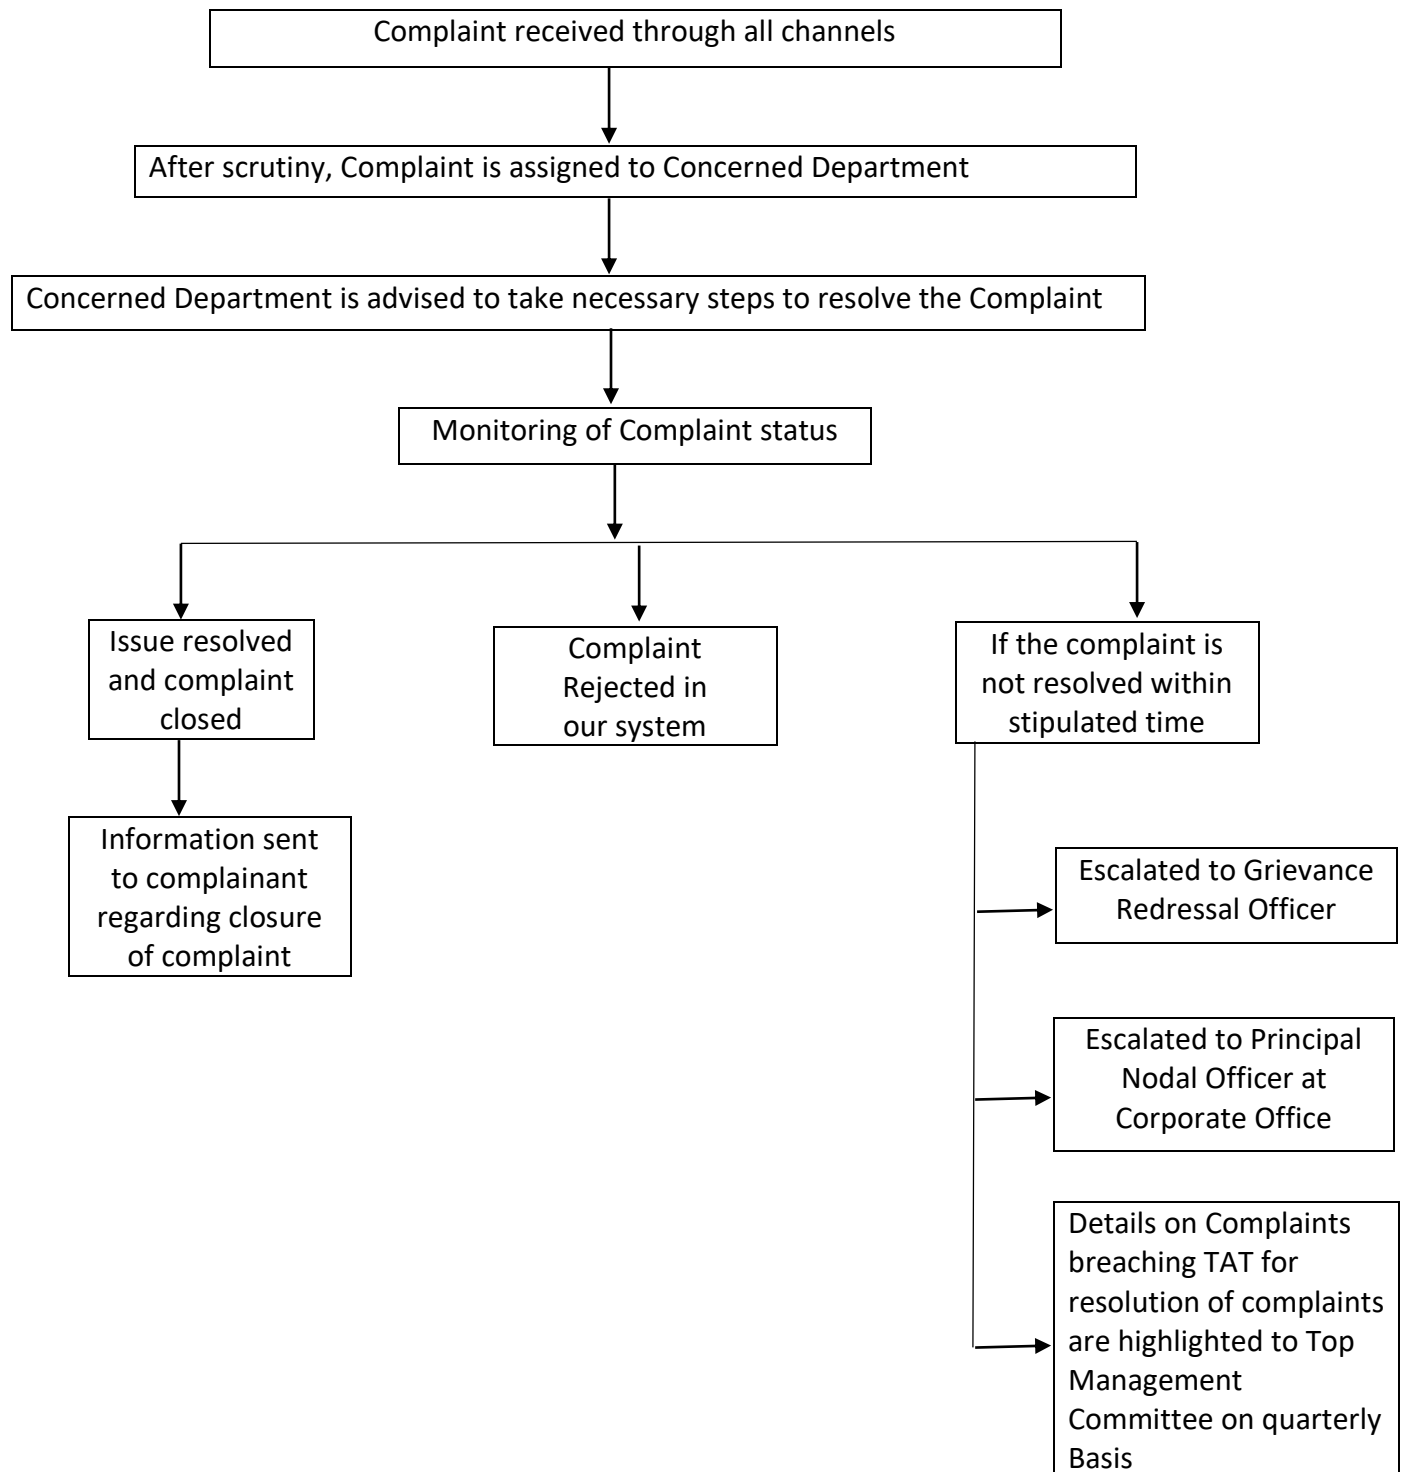 Complaint received through all channels
After scrutiny, Complaint is assigned to Concerned Department
Concerned Department is advised to take necessary steps to resolve the Complaint
Monitoring of Complaint status
Issue resolved
and complaint
closed
Complaint
Rejected in
our system
If the complaint is
not resolved within
stipulated time
Information sent
to complainant
regarding closure
of complaint
Escalated to Grievance
Redressal Officer
Escalated to Principal
Nodal Officer at
Corporate Office
Details on Complaints
breaching TAT for
resolution of complaints
are highlighted to Top
Management
Committee on quarterly
Basis